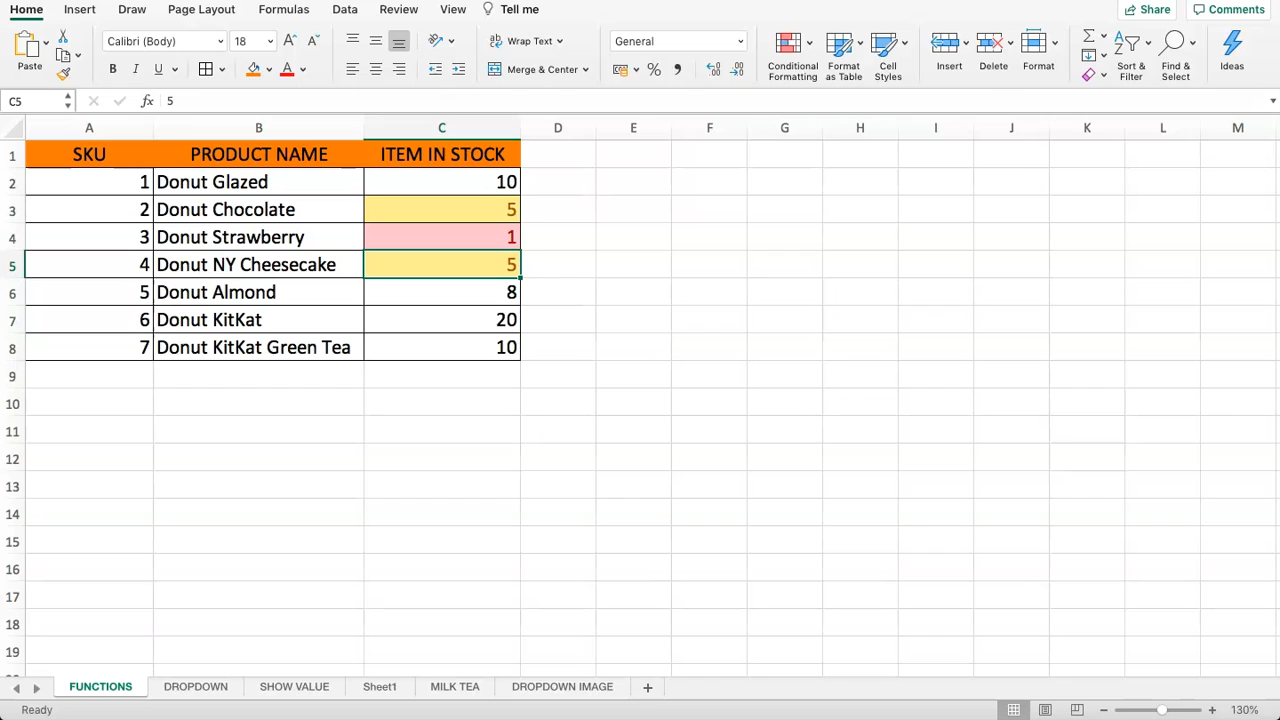 Home Insert Draw Page Layout Formulas Data Review View Tell me Share Comments
Paste Calibri (Body) 18 A A Wrap Text General Conditional Formatting Format as Table Cell Styles Insert Delete Format Sort & Filter Find & Select Ideas
B I U A Merge & Center
C5 fx 5
A B C D E F G H I J K L M
1 SKU PRODUCT NAME ITEM IN STOCK
2 1 Donut Glazed 10
3 2 Donut Chocolate 5
4 3 Donut Strawberry 1
5 4 Donut NY Cheesecake 5
6 5 Donut Almond 8
7 6 Donut KitKat 20
8 7 Donut KitKat Green Tea 10
9
10
11
12
13
14
15
16
17
18
19
FUNCTIONS DROPDOWN SHOW VALUE Sheet1 MILK TEA DROPDOWN IMAGE +
Ready 130%